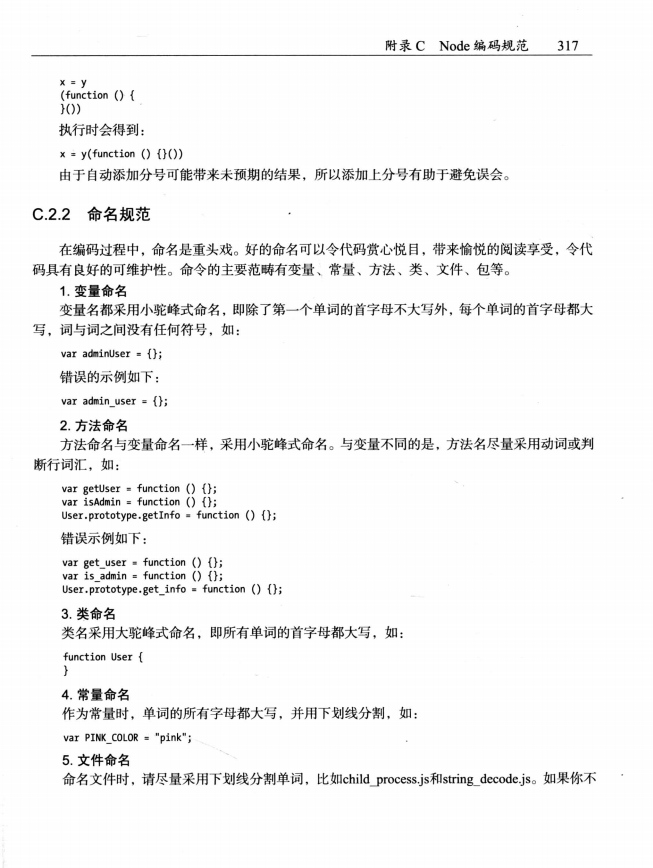 附录 C Node 编码规范 317
x = y
(function () {
}())
执行时会得到：
x = y(function () {}())
由于自动添加分号可能带来未预期的结果，所以添加上分号有助于避免误会。
C.2.2 命名规范
在编码过程中，命名是重头戏。好的命名可以令代码赏心悦目，带来愉悦的阅读享受，令代
码具有良好的可维护性。命令的主要范畴有变量、常量、方法、类、文件、包等。
1. 变量命名
变量名都采用小驼峰式命名，即除了第一个单词的首字母不大写外，每个单词的首字母都大
写，词与词之间没有任何符号，如：
var adminUser = {};
错误的示例如下：
var admin_user = {};
2. 方法命名
方法命名与变量命名一样，采用小驼峰式命名。与变量不同的是，方法名尽量采用动词或判
断行词汇，如：
var getUser = function () {};
var isAdmin = function () {};
User.prototype.getInfo = function () {};
错误示例如下：
var get_user = function () {};
var is_admin = function () {};
User.prototype.get_info = function () {};
3. 类命名
类名采用大驼峰式命名，即所有单词的首字母都大写，如：
function User {
}
4. 常量命名
作为常量时，单词的所有字母都大写，并用下划线分割，如：
var PINK_COLOR = "pink";
5. 文件命名
命名文件时，请尽量采用下划线分割单词，比如child_process.js和string_decode.js。如果你不